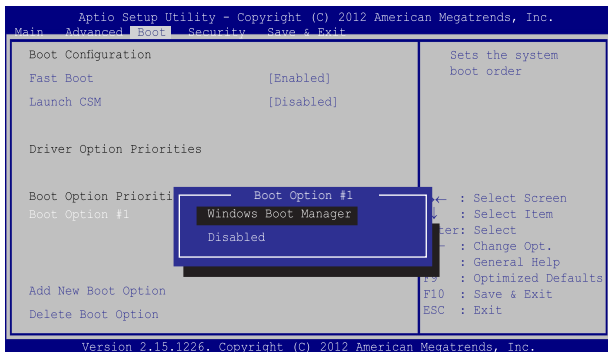 Aptio Setup Utility - Copyright (C) 2012 American Megatrends, Inc.
Main Advanced Boot Security Save & Exit
Boot Configuration
Fast Boot [Enabled]
Launch CSM [Disabled]
Driver Option Priorities
Boot Option
Boot Option #1
Add New Boot Option
Delete Boot Option
Boot Option #1
Windows Boot Manager
Disabled
Sets the system
boot order
→← : Select Screen
: Select Item
: Select
: Change Opt.
: General Help
F9 : Optimized Defaults
F10 : Save & Exit
ESC : Exit
Version 2.15.1226. Copyright (C) 2012 American Megatrends, Inc.